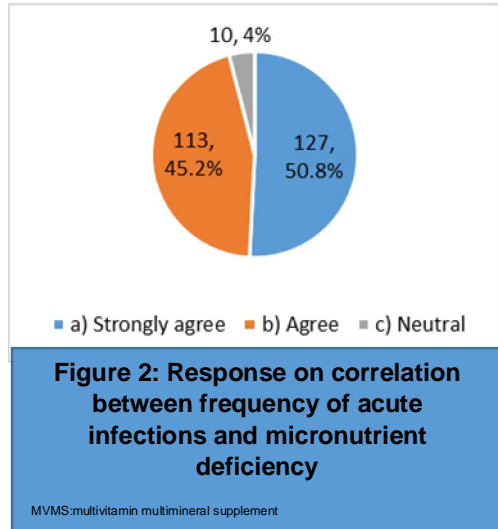 10, 4%
113,
45.2%
127,
50.8%
a) Strongly agree b) Agree c) Neutral
Figure 2: Response on correlation
between frequency of acute
infections and micronutrient
deficiency
MVMS:multivitamin multimineral supplement